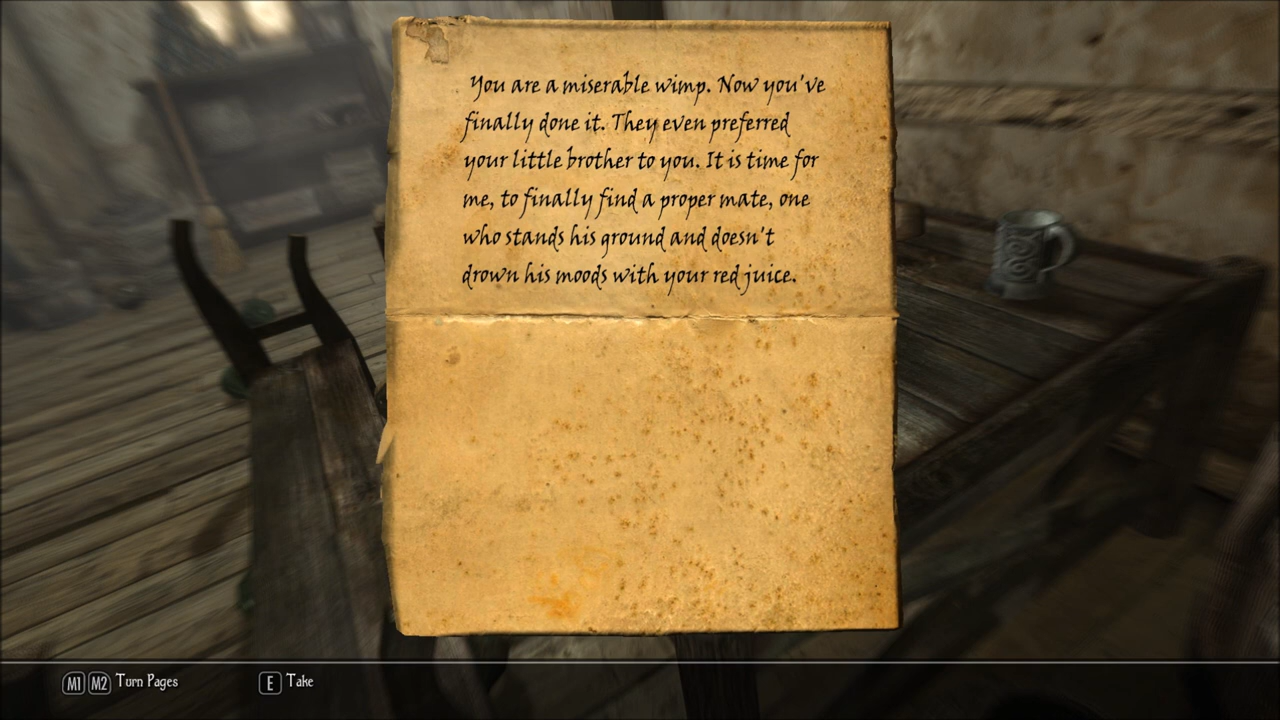 You are a miserable wimp. Now you've
finally done it. They even preferred
your little brother to you. It is time for
me, to finally find a proper mate, one
who stands his ground and doesn't
drown his moods with your red juice.
M1 M2 Turn Pages E Take